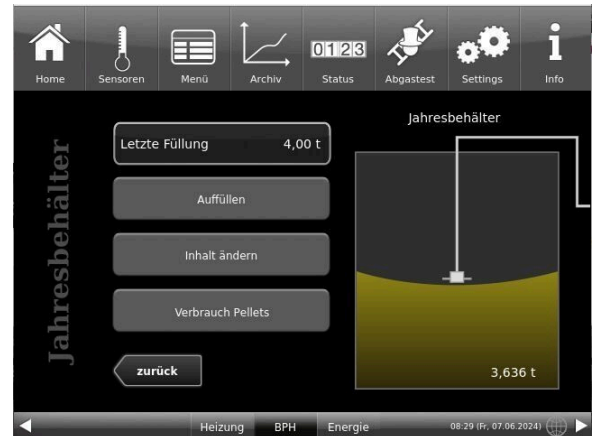 Home Sensoren Menü Archiv 0123 Status Abgastest Settings i Info
Jahresbehälter
Jahresbehälter
Letzte Füllung 4,00 t
Auffüllen
Inhalt ändern
Verbrauch Pellets
zurück
3,636 t
Heizung BPH Energie 08:29 (Fr, 07.06.2024)